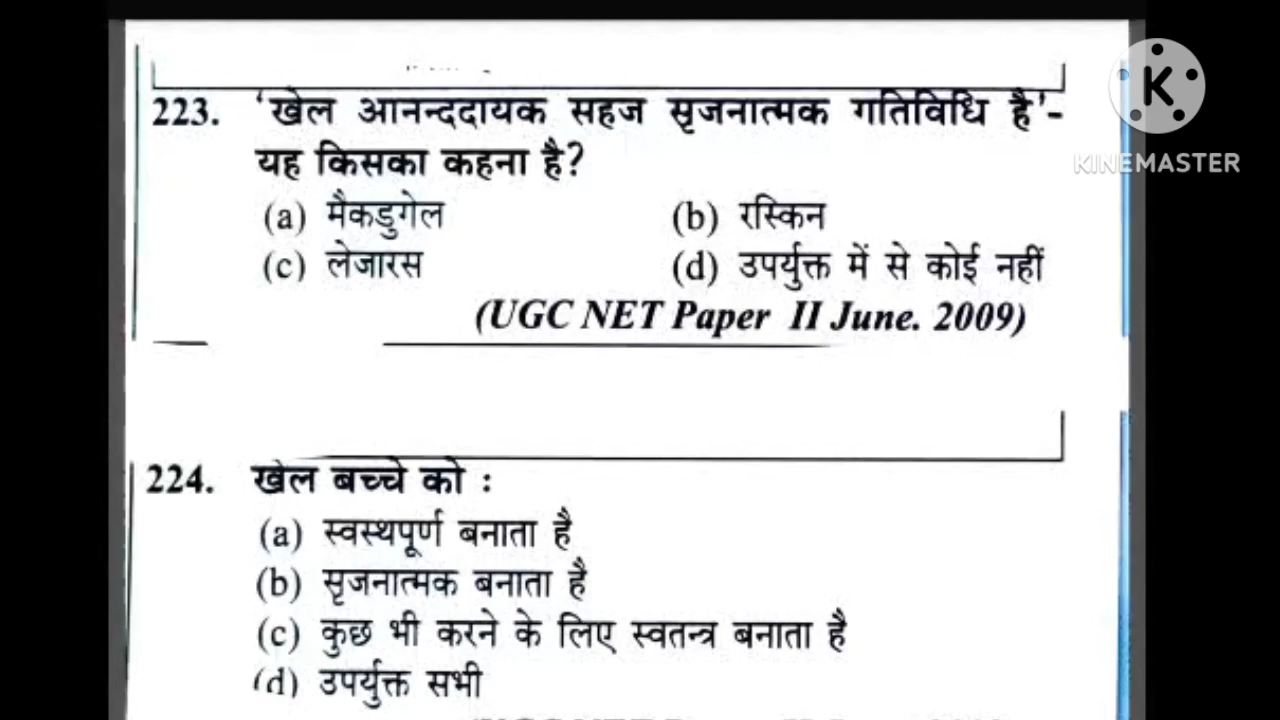 223. 'खेल आनन्ददायक सहज सृजनात्मक गतिविधि है'-
यह किसका कहना है?
(a) मैकडुगेल (b) रस्किन
(c) लेजारस (d) उपर्युक्त में से कोई नहीं
(UGC NET Paper II June. 2009)
K
KINEMASTER
224. खेल बच्चे को :
(a) स्वस्थपूर्ण बनाता है
(b) सृजनात्मक बनाता है
(c) कुछ भी करने के लिए स्वतन्त्र बनाता है
(d) उपर्युक्त सभी